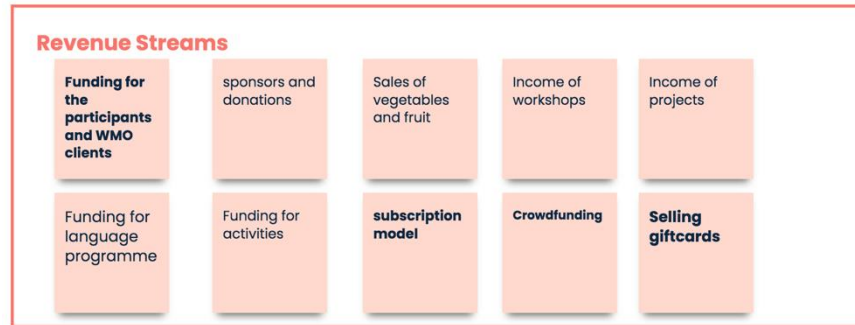 Revenue Streams
Funding for
the
participants
and WMO
clients
sponsors and
donations
Sales of
vegetables
and fruit
Income of
workshops
Income of
projects
Funding for
language
programme
Funding for
activities
subscription
model
Crowdfunding
Selling
giftcards